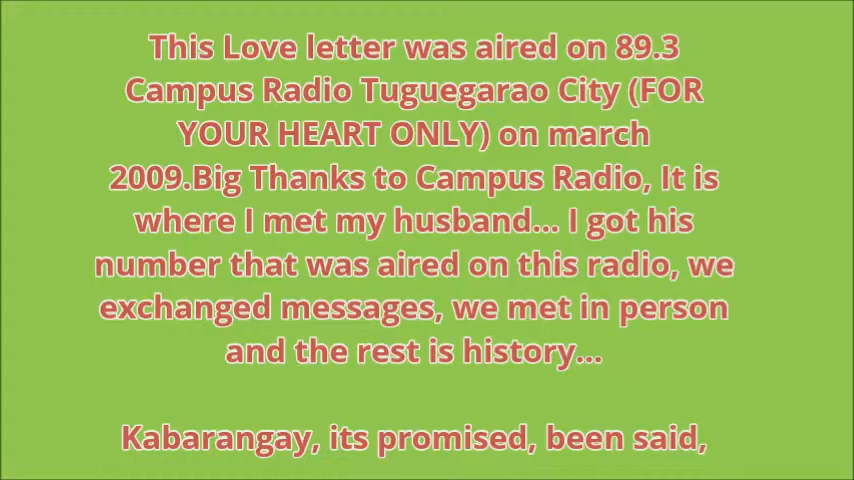 This Love letter was aired on 89.3
Campus Radio Tuguegarao City (FOR
YOUR HEART ONLY) on march
2009.Big Thanks to Campus Radio, It is
where I met my husband... I got his
number that was aired on this radio, we
exchanged messages, we met in person
and the rest is history...
Kabarangay, its promised, been said,